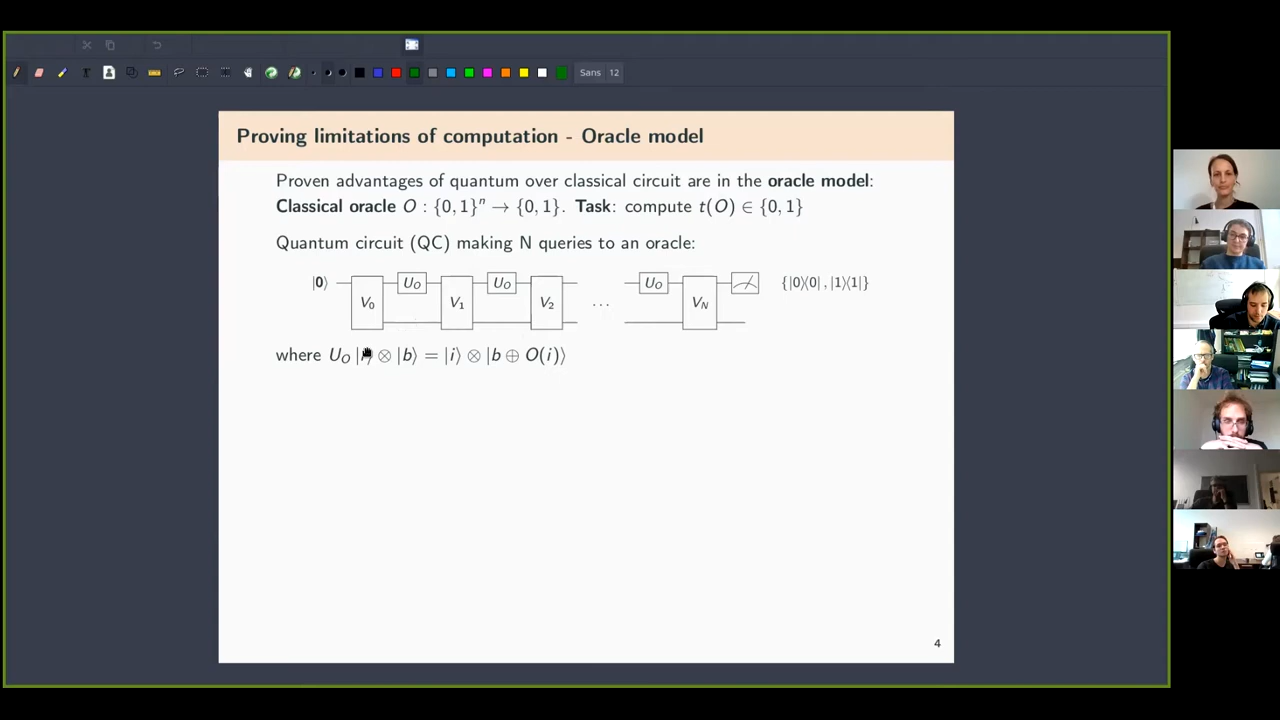 Sans 12
Proving limitations of computation - Oracle model
Proven advantages of quantum over classical circuit are in the oracle model:
Classical oracle O : {0, 1}ⁿ → {0, 1}. Task: compute t(O) ∈ {0, 1}
Quantum circuit (QC) making N queries to an oracle:
|0⟩ V₀ U_O V₁ U_O V₂ ... U_O V_N {|0⟩⟨0| , |1⟩⟨1|}
where U_O | ⟩ ⊗ |b⟩ = |i⟩ ⊗ |b ⊕ O(i)⟩
4